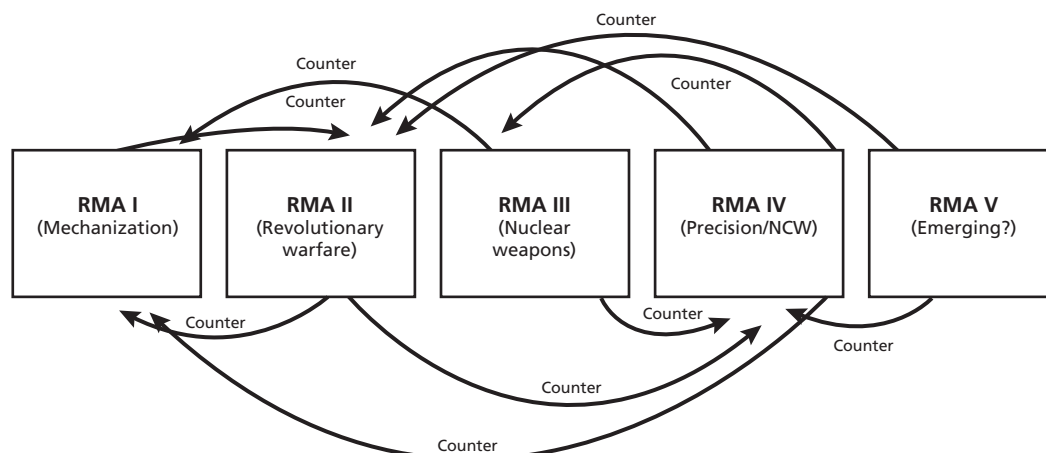 Counter
Counter
Counter
Counter
RMA I
(Mechanization)
RMA II
(Revolutionary
warfare)
RMA III
(Nuclear
weapons)
RMA IV
(Precision/NCW)
RMA V
(Emerging?)
Counter
Counter
Counter
Counter
Counter